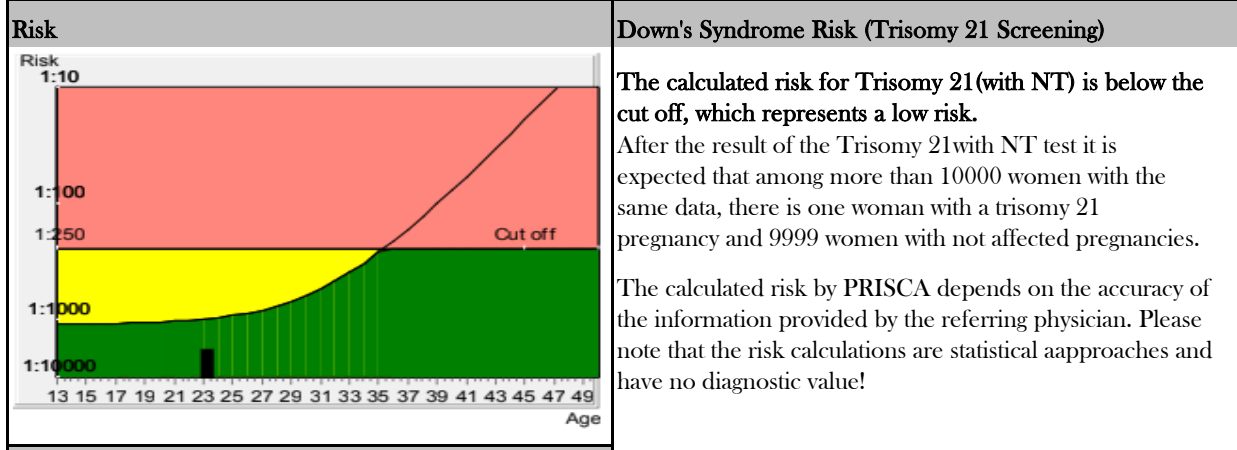 Risk
Risk
1:10
1:100
1:250
Cut off
1:1000
1:10000
13 15 17 19 21 23 25 27 29 31 33 35 37 39 41 43 45 47 49
Age
Down's Syndrome Risk (Trisomy 21 Screening)
The calculated risk for Trisomy 21(with NT) is below the
cut off, which represents a low risk.
After the result of the Trisomy 21with NT test it is
expected that among more than 10000 women with the
same data, there is one woman with a trisomy 21
pregnancy and 9999 women with not affected pregnancies.
The calculated risk by PRISCA depends on the accuracy of
the information provided by the referring physician. Please
note that the risk calculations are statistical aapproaches and
have no diagnostic value!